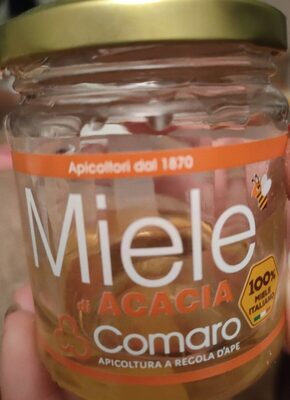 Apicoltori dal 1870
Miele
di ACACIA
100%
MIELE
ITALIANO
Comaro
APICOLTURA A REGOLA D'APE